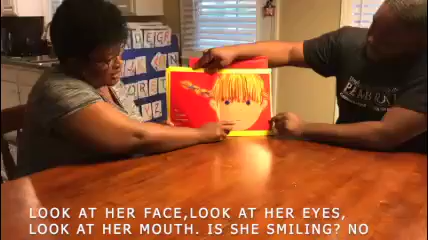 LOOK AT HER FACE,LOOK AT HER EYES,
LOOK AT HER MOUTH. IS SHE SMILING? NO